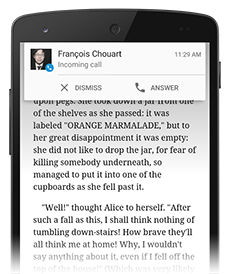 François Chouart
11:29 AM
Incoming call
DISMISS
ANSWER
upon pegs. She took down a jar from one
of the shelves as she passed: it was
labeled "ORANGE MARMALADE," but to
her great disappointment it was empty:
she did not like to drop the jar, for fear of
killing somebody underneath, so
managed to put it into one of the
cupboards as she fell past it.
"Well!" thought Alice to herself. "After
such a fall as this, I shall think nothing of
tumbling down-stairs! How brave they'll
all think me at home! Why, I wouldn't
say anything about it, even if I fell off the
top of the house!" (Which was very likely